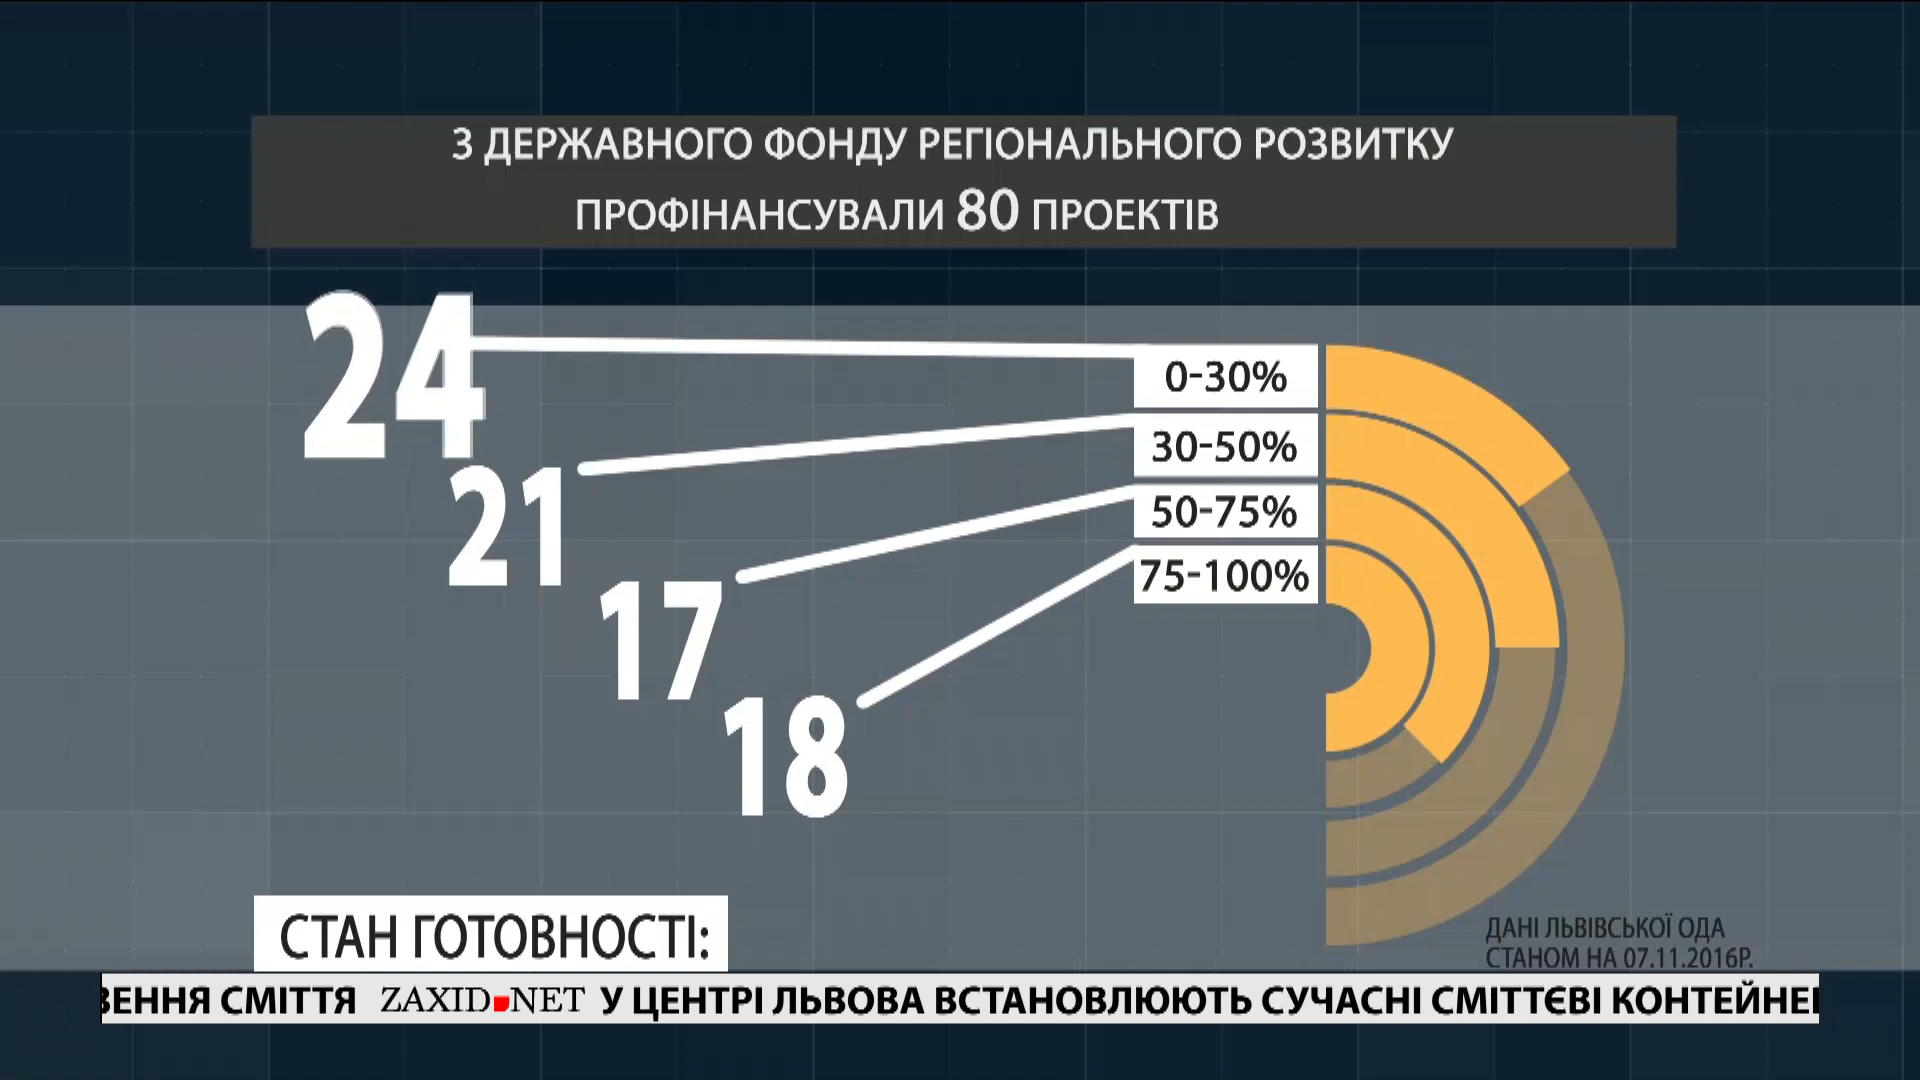 З ДЕРЖАВНОГО ФОНДУ РЕГІОНАЛЬНОГО РОЗВИТКУ
ПРОФІНАНСУВАЛИ 80 ПРОЕКТІВ
24
0-30%
21
30-50%
17
50-75%
18
75-100%
СТАН ГОТОВНОСТІ:
ДАНІ ЛЬВІВСЬКОЇ ОДА
СТАНОМ НА 07.11.2016Р.
ЗЕННЯ СМІТТЯ ZAXID.NET У ЦЕНТРІ ЛЬВОВА ВСТАНОВЛЮЮТЬ СУЧАСНІ СМІТТЄВІ КОНТЕЙНЕ